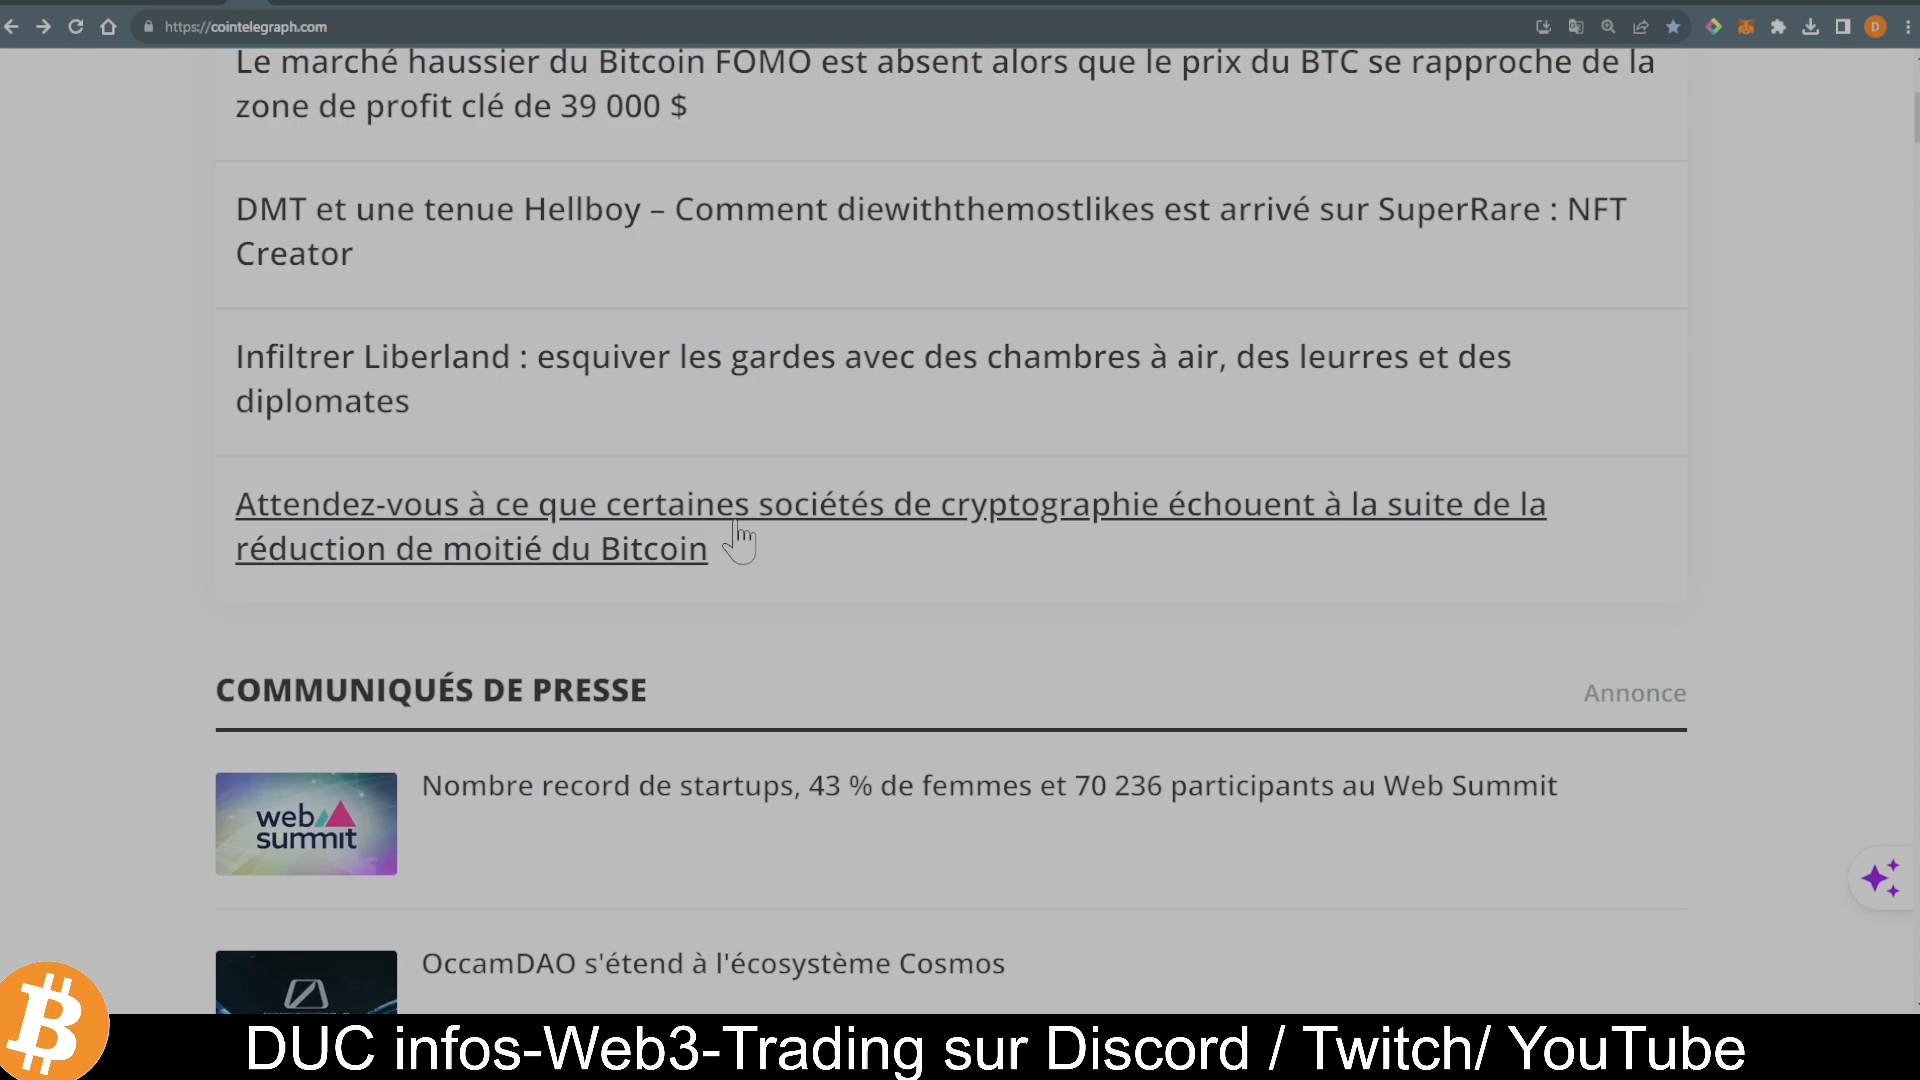 https://cointelegraph.com
D
Le marché haussier du Bitcoin FOMO est absent alors que le prix du BTC se rapproche de la
zone de profit clé de 39 000 $
DMT et une tenue Hellboy – Comment diewiththemostlikes est arrivé sur SuperRare : NFT
Creator
Infiltrer Liberland : esquiver les gardes avec des chambres à air, des leurres et des
diplomates
Attendez-vous à ce que certaines sociétés de cryptographie échouent à la suite de la
réduction de moitié du Bitcoin
COMMUNIQUÉS DE PRESSE
Annonce
web
summit
Nombre record de startups, 43 % de femmes et 70 236 participants au Web Summit
OccamDAO s'étend à l'écosystème Cosmos
DUC infos-Web3-Trading sur Discord / Twitch/ YouTube